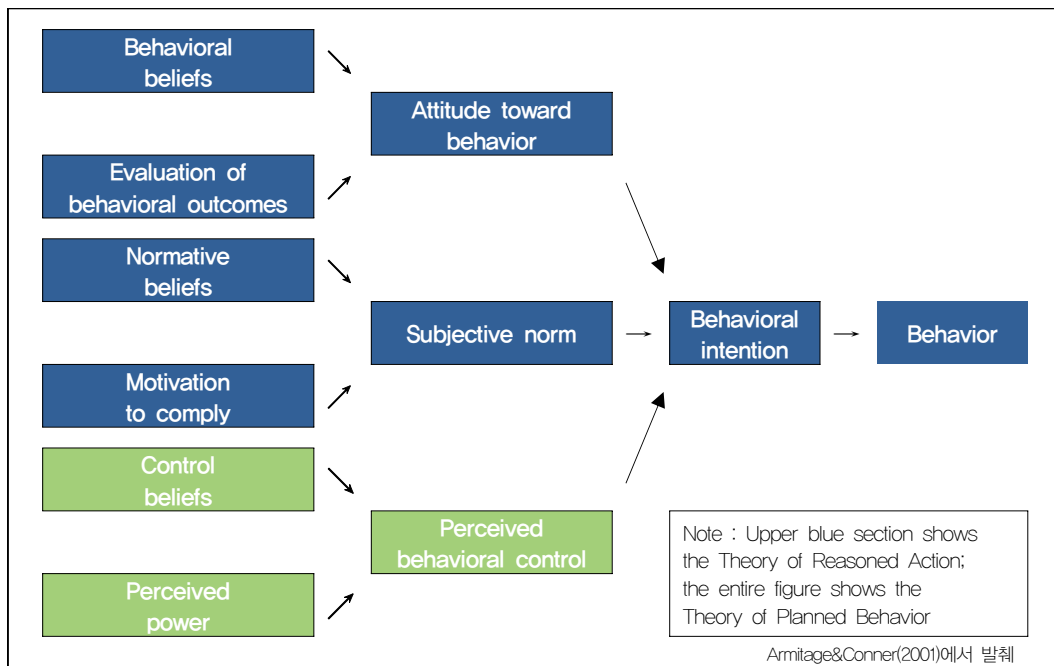 Behavioral
beliefs
Attitude toward
behavior
Evaluation of
behavioral outcomes
Normative
beliefs
Subjective norm
Behavioral
intention
Behavior
Motivation
to comply
Control
beliefs
Perceived
behavioral control
Perceived
power
Note : Upper blue section shows
the Theory of Reasoned Action;
the entire figure shows the
Theory of Planned Behavior
Armitage&Conner(2001)에서 발췌